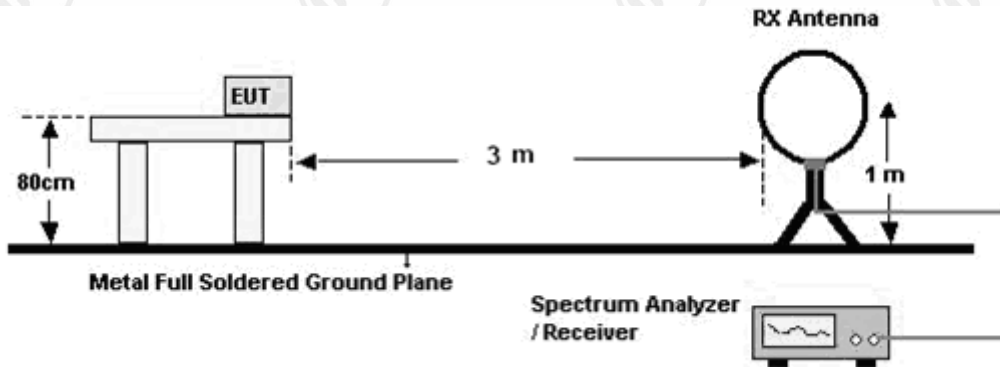 RX Antenna
EUT
3 m
80cm
1 m
Metal Full Soldered Ground Plane
Spectrum Analyzer
/ Receiver